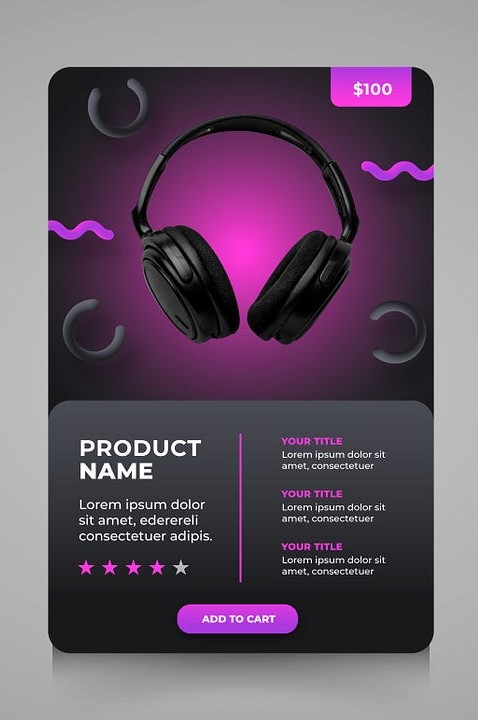 $100
PRODUCT
NAME
Lorem ipsum dolor
sit amet, ederereli
consectetuer adipis.
YOUR TITLE
Lorem ipsum dolor sit
amet, consectetuer
YOUR TITLE
Lorem ipsum dolor sit
amet, consectetuer
YOUR TITLE
Lorem ipsum dolor sit
amet, consectetuer
ADD TO CART